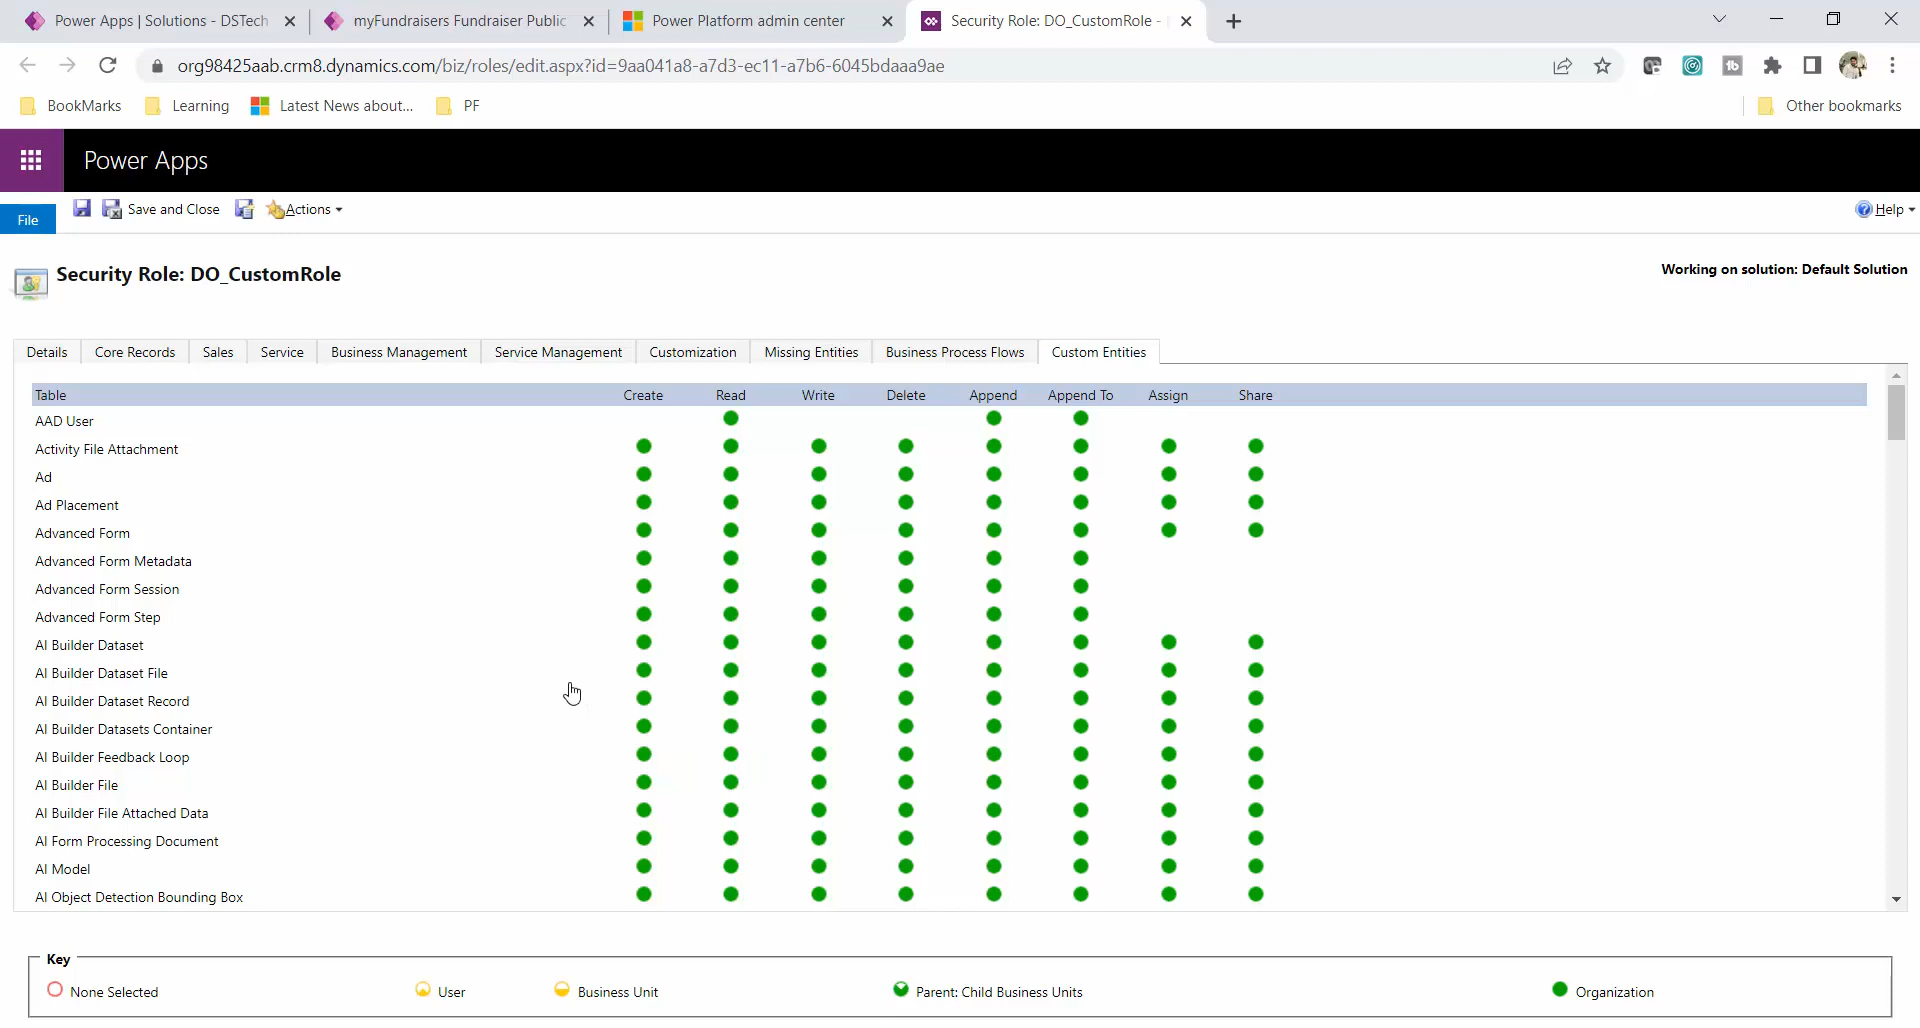 Power Apps | Solutions - DSTech
myFundraisers Fundraiser Public
Power Platform admin center
Security Role: DO_CustomRole -
org98425aab.crm8.dynamics.com/biz/roles/edit.aspx?id=9aa041a8-a7d3-ec11-a7b6-6045bdaaa9ae
BookMarks Learning Latest News about... PF Other bookmarks
Power Apps
File Save and Close Actions Help
Security Role: DO_CustomRole
Working on solution: Default Solution
Details Core Records Sales Service Business Management Service Management Customization Missing Entities Business Process Flows Custom Entities
Table Create Read Write Delete Append Append To Assign Share
AAD User
Activity File Attachment
Ad
Ad Placement
Advanced Form
Advanced Form Metadata
Advanced Form Session
Advanced Form Step
AI Builder Dataset
AI Builder Dataset File
AI Builder Dataset Record
AI Builder Datasets Container
AI Builder Feedback Loop
AI Builder File
AI Builder File Attached Data
AI Form Processing Document
AI Model
AI Object Detection Bounding Box
Key
None Selected User Business Unit Parent: Child Business Units Organization